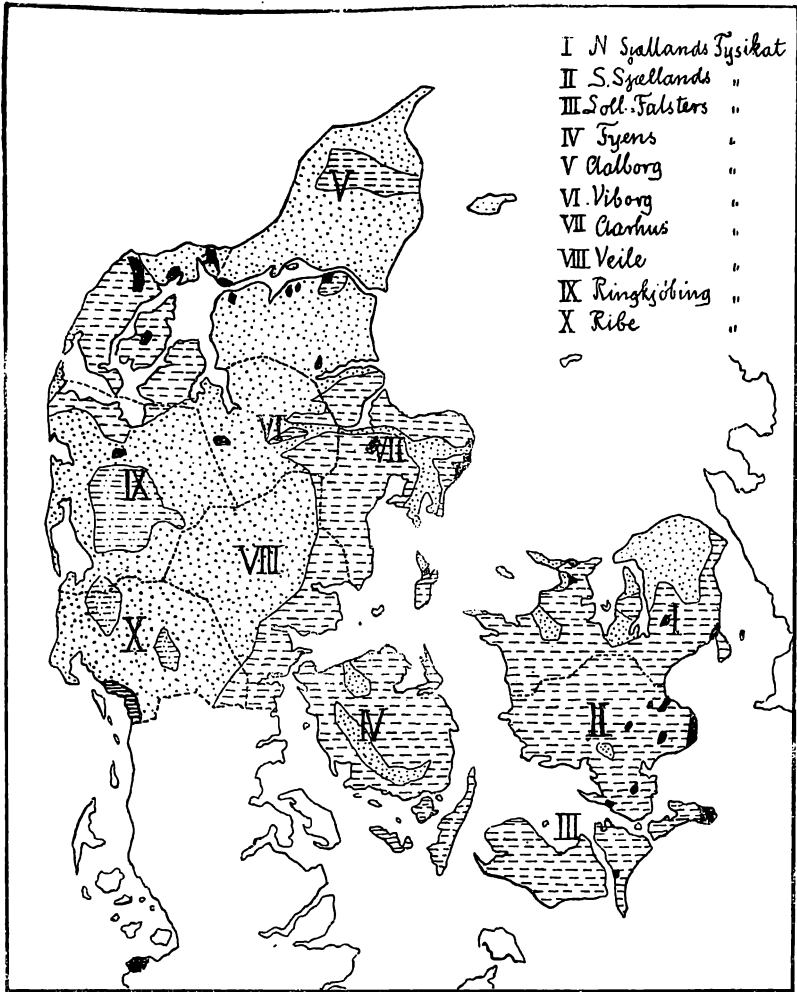 I N Sjællands Fysikat
II S. Sjællands "
III Loll.-Falsters "
IV Fyens "
V Aalborg "
VI. Viborg "
VII Aarhus "
VIII Veile "
IX Ringkjöbing "
X Ribe "
V
VI
VII
IX
VIII
X
I
IV
II
III